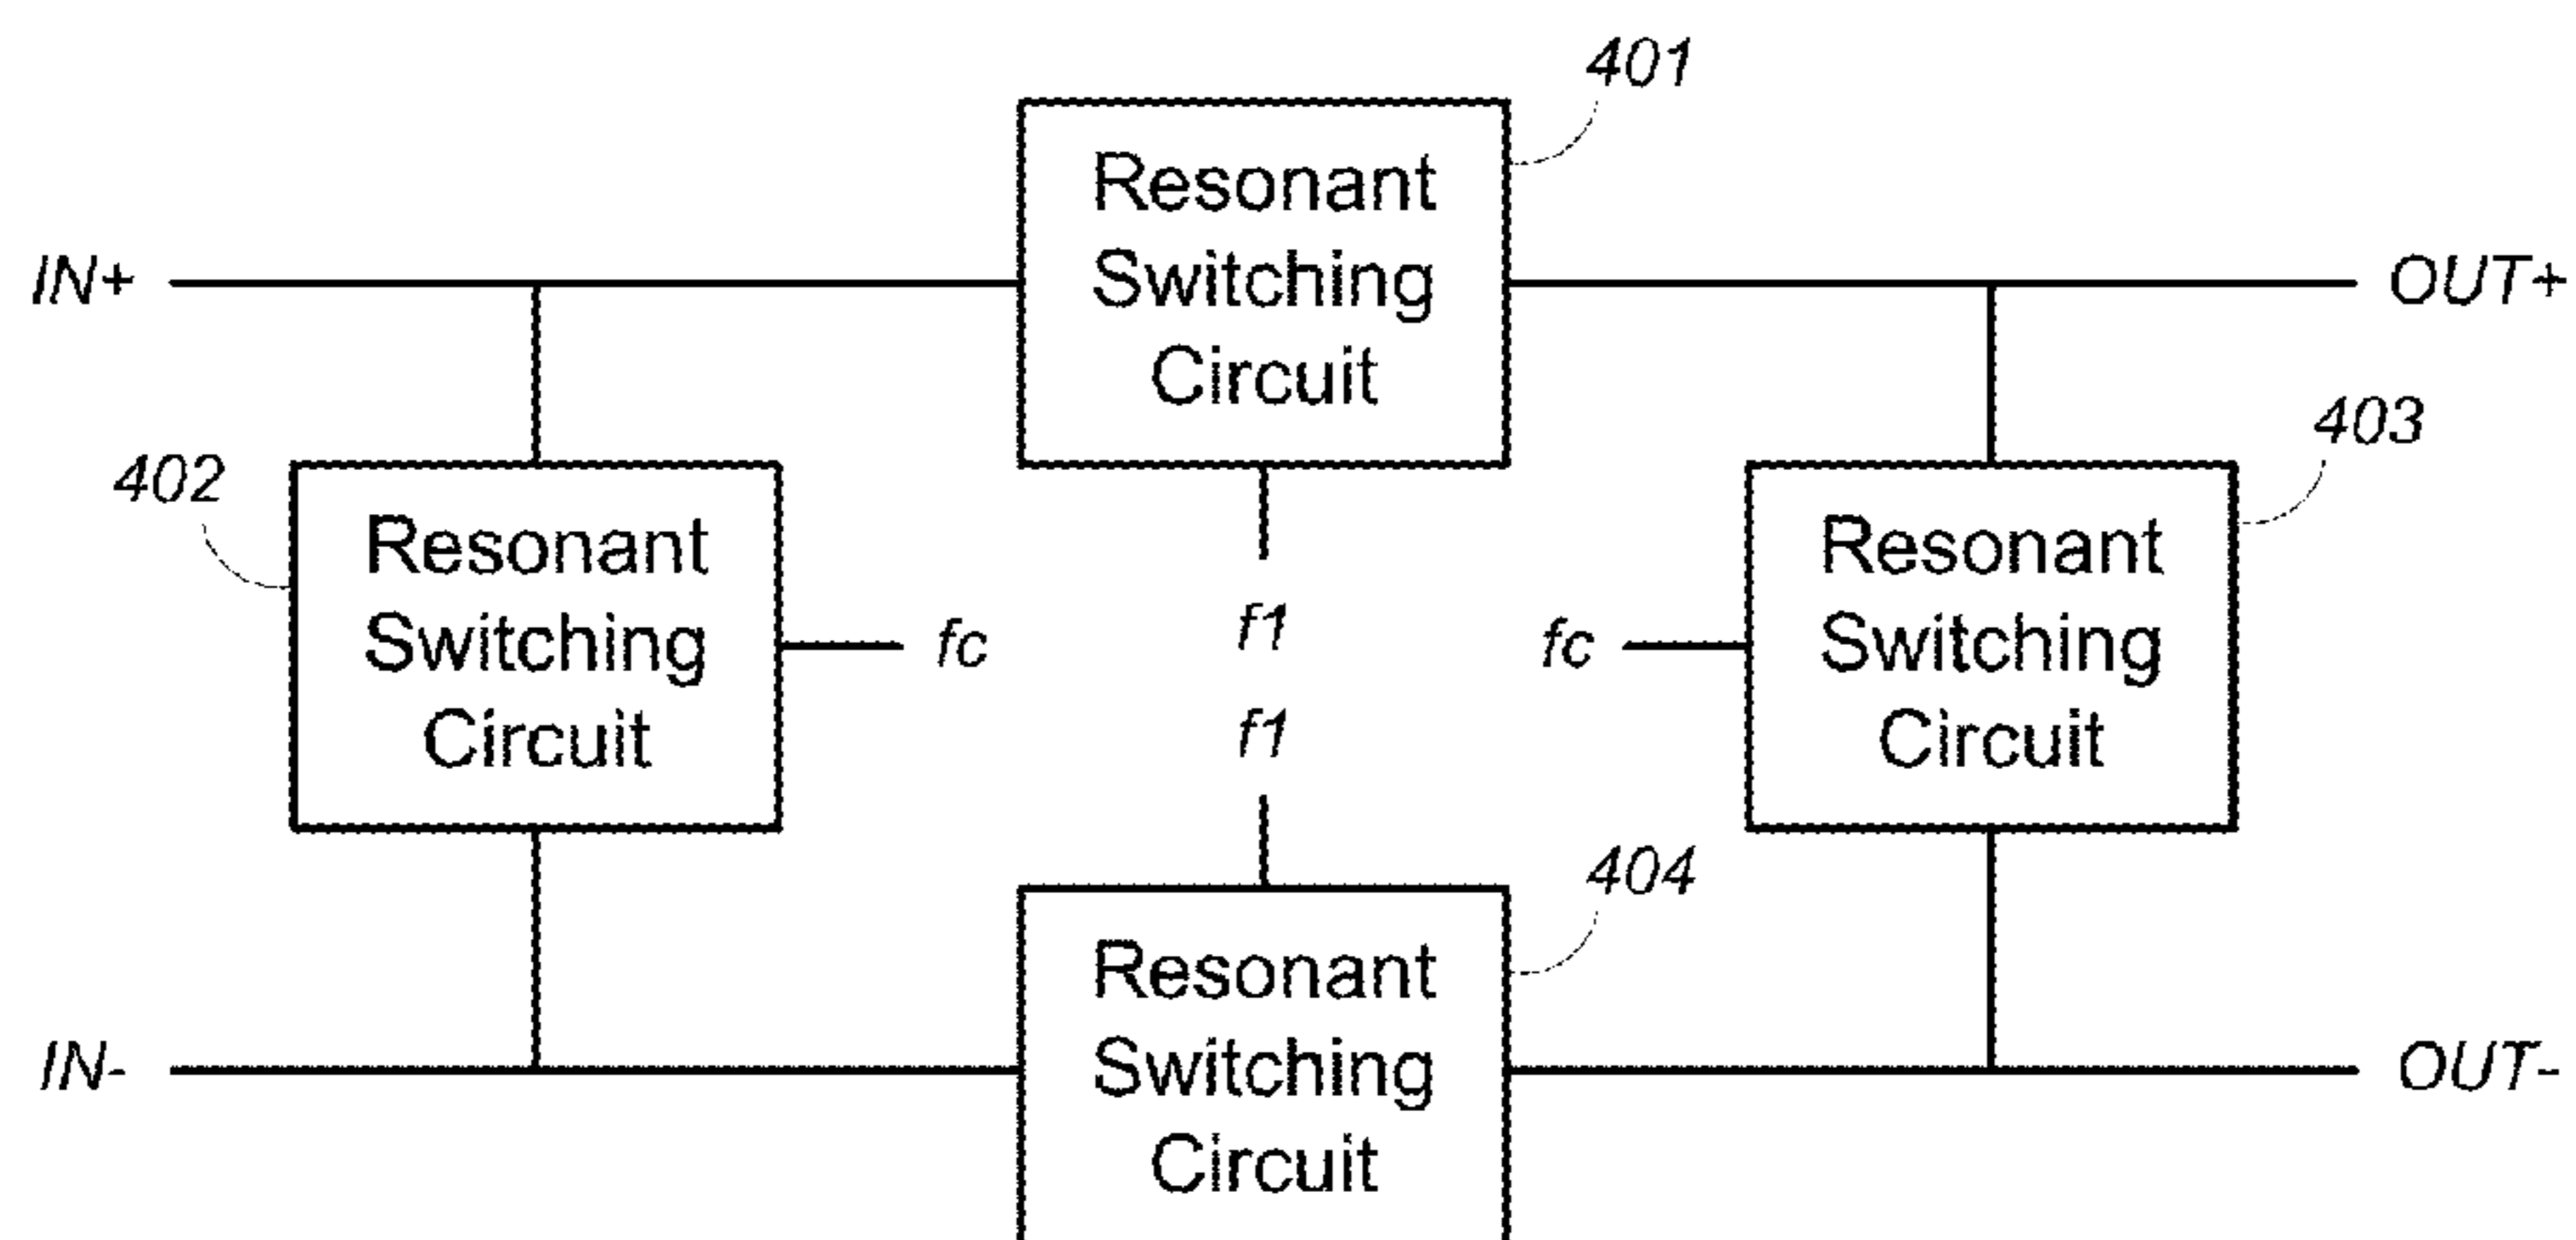 401
Resonant
Switching
Circuit
IN+
OUT+
402
Resonant
Switching
Circuit
fc
f1
f1
fc
403
Resonant
Switching
Circuit
404
Resonant
Switching
Circuit
IN-
OUT-